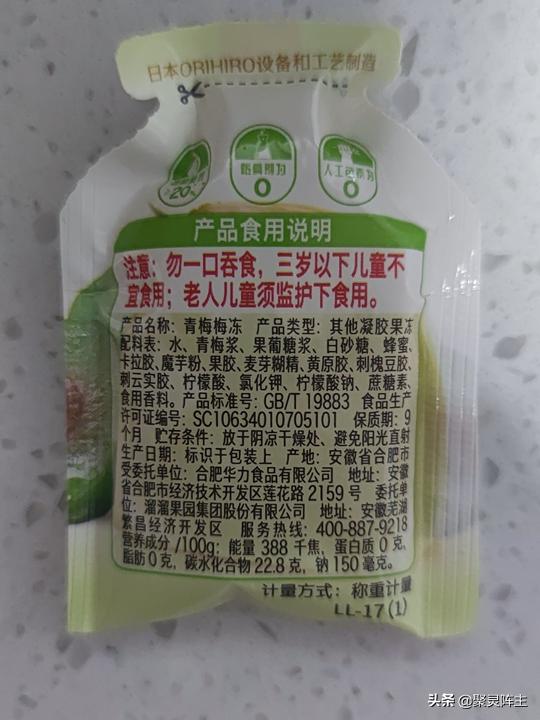 日本ORIHIRO设备和工艺制造
20%
防腐剂为
0
人工色素为
0
产品食用说明
注意：勿一口吞食，三岁以下儿童不
宜食用；老人儿童须监护下食用。
产品名称：青梅梅冻 产品类型：其他凝胶果冻
配料表：水、青梅浆、果葡糖浆、白砂糖、蜂蜜、
卡拉胶、魔芋粉、果胶、麦芽糊精、黄原胶、刺槐豆胶、
刺云实胶、柠檬酸、氯化钾、柠檬酸钠、蔗糖素、
食用香料。产品标准号：GB/T 19883 食品生产
许可证编号：SC10634010705101 保质期：9
个月 贮存条件：放于阴凉干燥处、避免阳光直射
生产日期：标识于包装上 产地：安徽省合肥市
受委托单位：合肥华力食品有限公司 地址：安徽
省合肥市经济技术开发区莲花路2159号 委托单
位：溜溜果园集团股份有限公司 地址：安徽芜湖
繁昌经济开发区 服务热线：400-887-9218
营养成分/100g：能量 388 千焦，蛋白质 0 克，
脂肪 0 克，碳水化合物 22.8 克，钠 150 毫克。
计量方式：称重计量
LL-17(1)
头条 @聚灵阵主